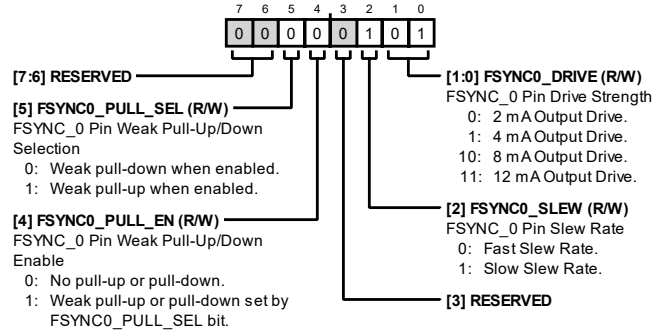 7 6 5 4 3 2 1 0
0 0 0 0 0 1 0 1
[7:6] RESERVED
[5] FSYNC0_PULL_SEL (R/W)
FSYNC_0 Pin Weak Pull-Up/Down
Selection
0: Weak pull-down when enabled.
1: Weak pull-up when enabled.
[4] FSYNC0_PULL_EN (R/W)
FSYNC_0 Pin Weak Pull-Up/Down
Enable
0: No pull-up or pull-down.
1: Weak pull-up or pull-down set by
FSYNC0_PULL_SEL bit.
[1:0] FSYNC0_DRIVE (R/W)
FSYNC_0 Pin Drive Strength
0: 2 mA Output Drive.
1: 4 mA Output Drive.
10: 8 mA Output Drive.
11: 12 mA Output Drive.
[2] FSYNC0_SLEW (R/W)
FSYNC_0 Pin Slew Rate
0: Fast Slew Rate.
1: Slow Slew Rate.
[3] RESERVED